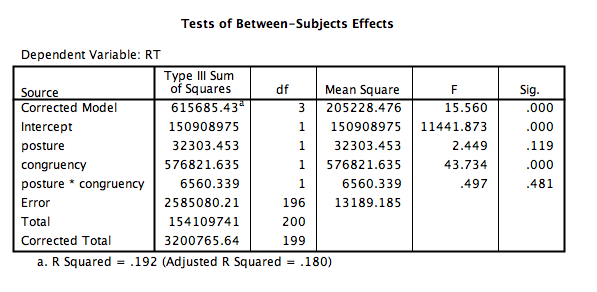 Tests of Between-Subjects Effects
Dependent Variable: RT
Source Type III Sum of Squares df Mean Square F Sig.
Corrected Model 615685.43a 3 205228.476 15.560 .000
Intercept 150908975 1 150908975 11441.873 .000
posture 32303.453 1 32303.453 2.449 .119
congruency 576821.635 1 576821.635 43.734 .000
posture * congruency 6560.339 1 6560.339 .497 .481
Error 2585080.21 196 13189.185
Total 154109741 200
Corrected Total 3200765.64 199
a. R Squared = .192 (Adjusted R Squared = .180)